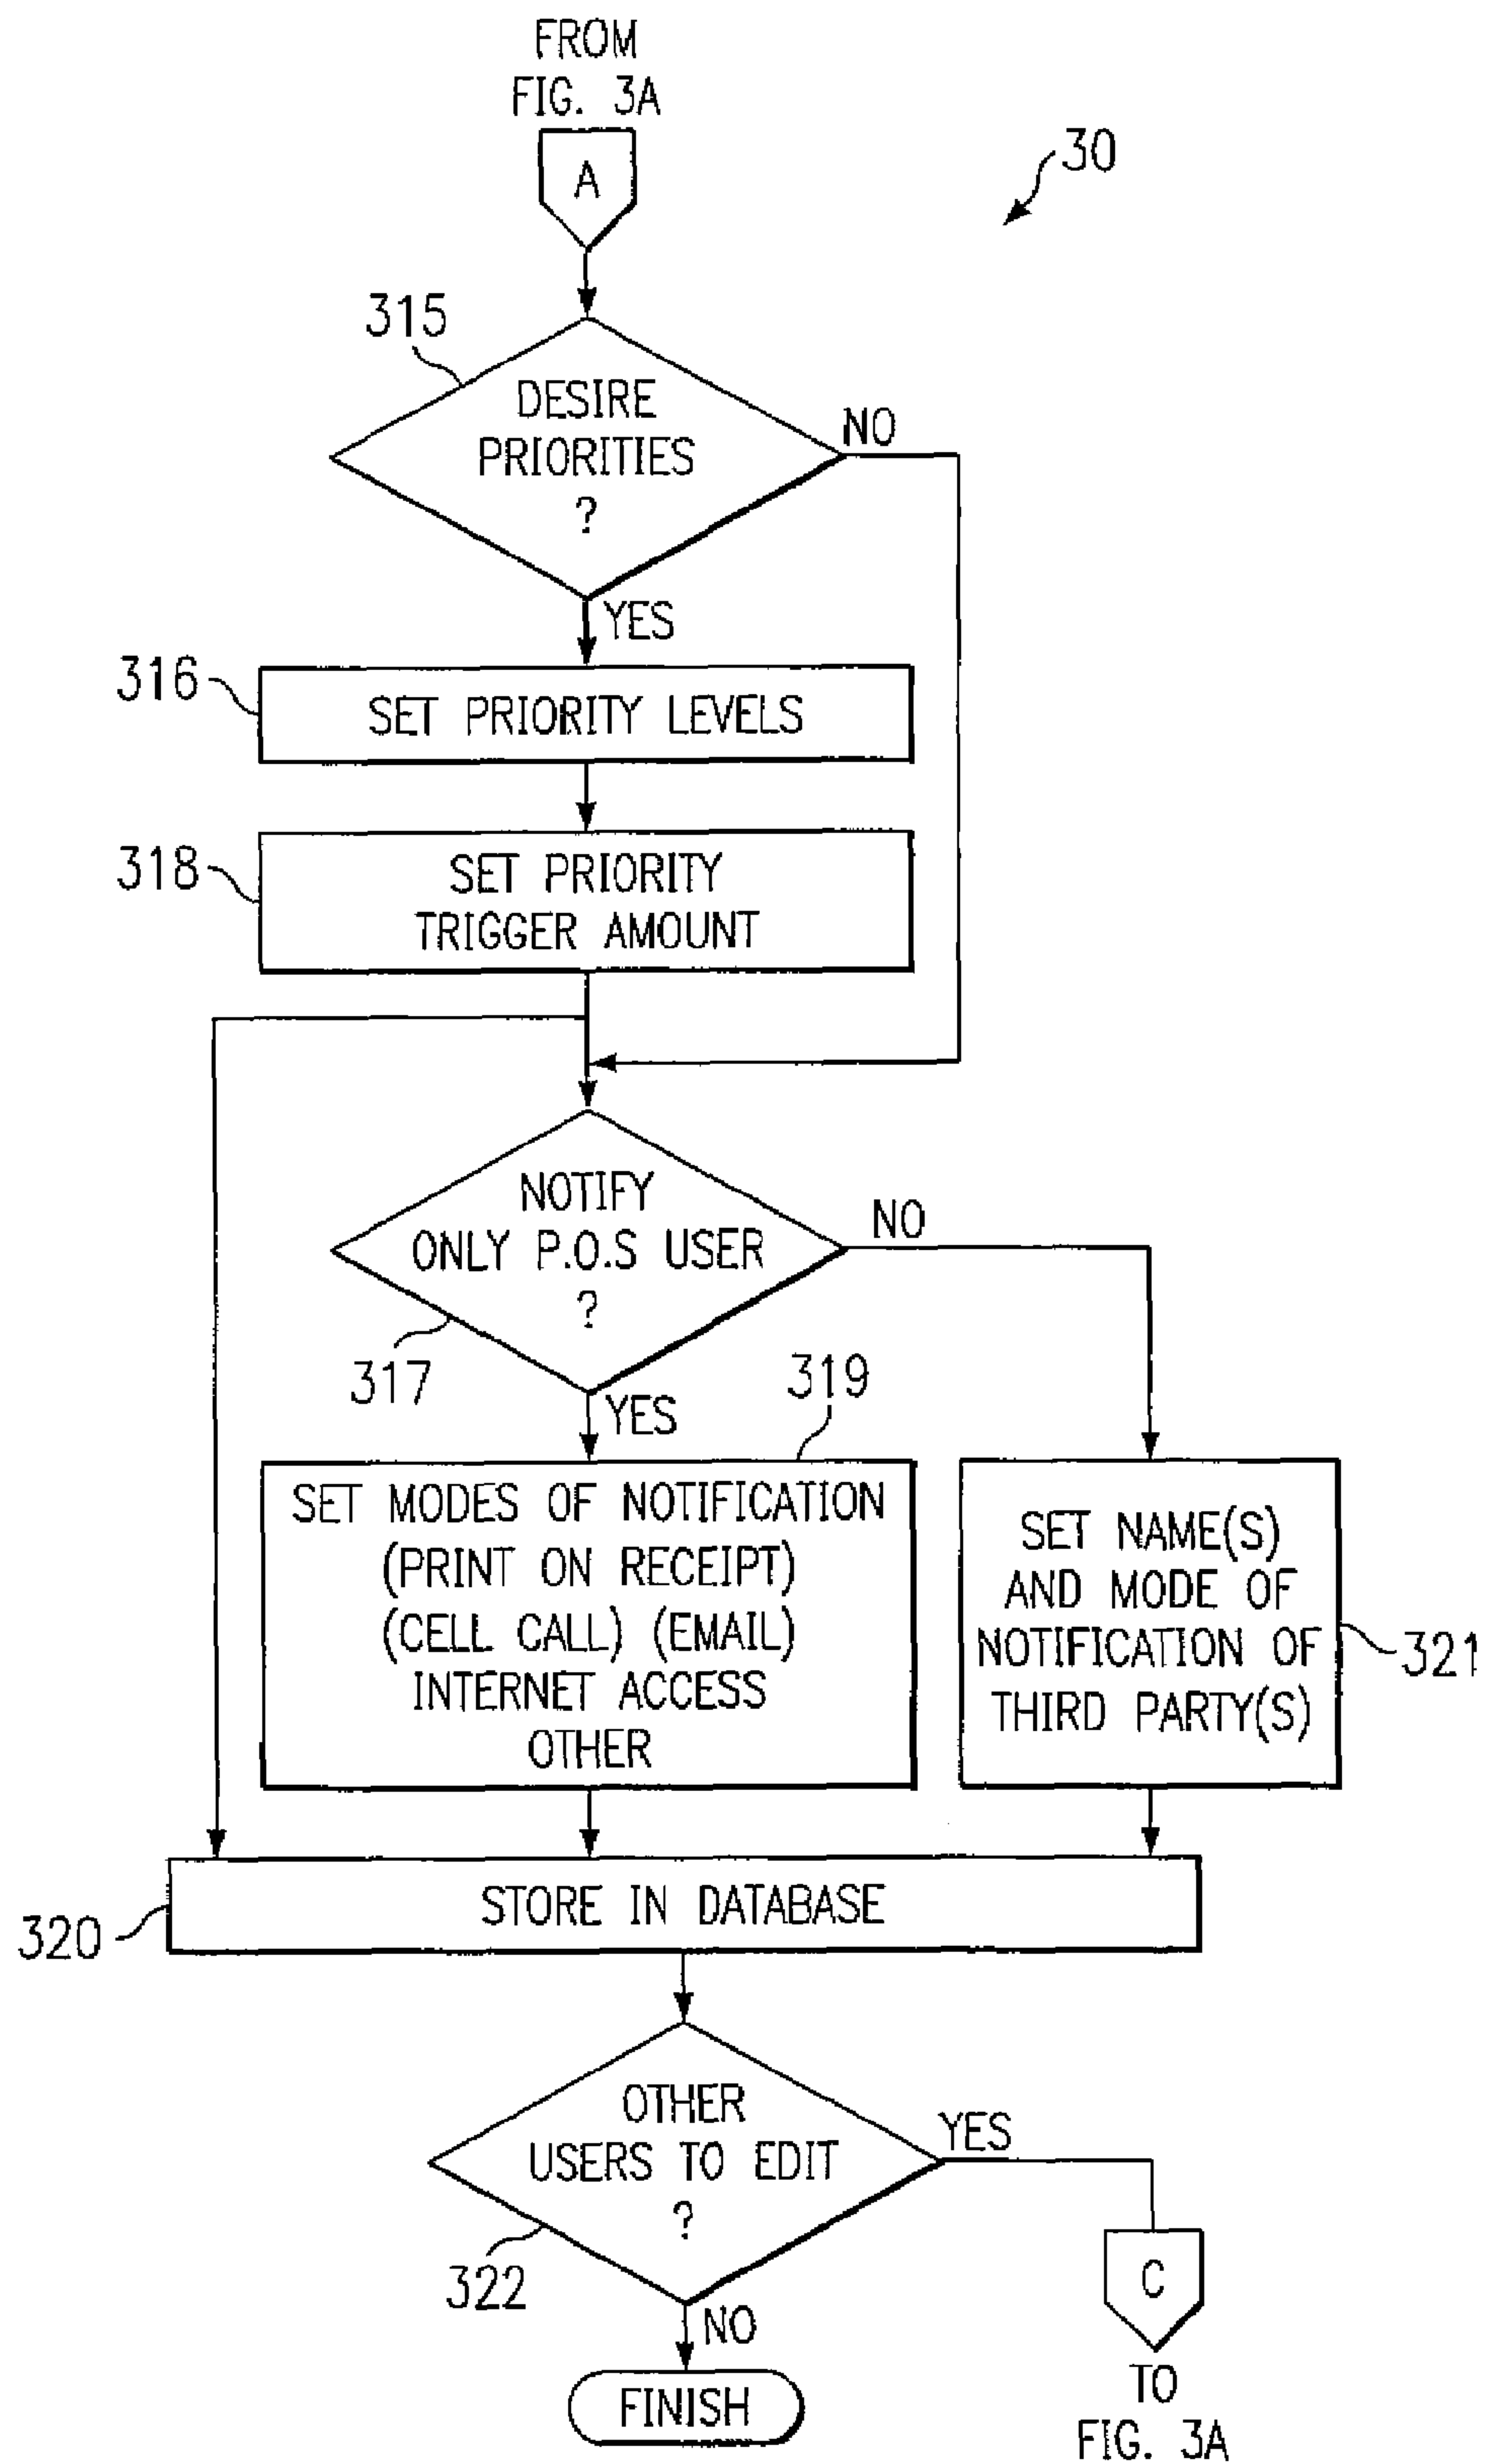 FROM
FIG. 3A
A
30
315
DESIRE
PRIORITIES
?
NO
YES
316
SET PRIORITY LEVELS
318
SET PRIORITY
TRIGGER AMOUNT
NOTIFY
ONLY P.O.S USER
?
NO
317
YES
319
SET MODES OF NOTIFICATION
(PRINT ON RECEIPT)
(CELL CALL) (EMAIL)
INTERNET ACCESS
OTHER
SET NAME(S)
AND MODE OF
NOTIFICATION OF
THIRD PARTY(S)
321
320
STORE IN DATABASE
OTHER
USERS TO EDIT
?
YES
322
NO
C
FINISH
TO
FIG. 3A